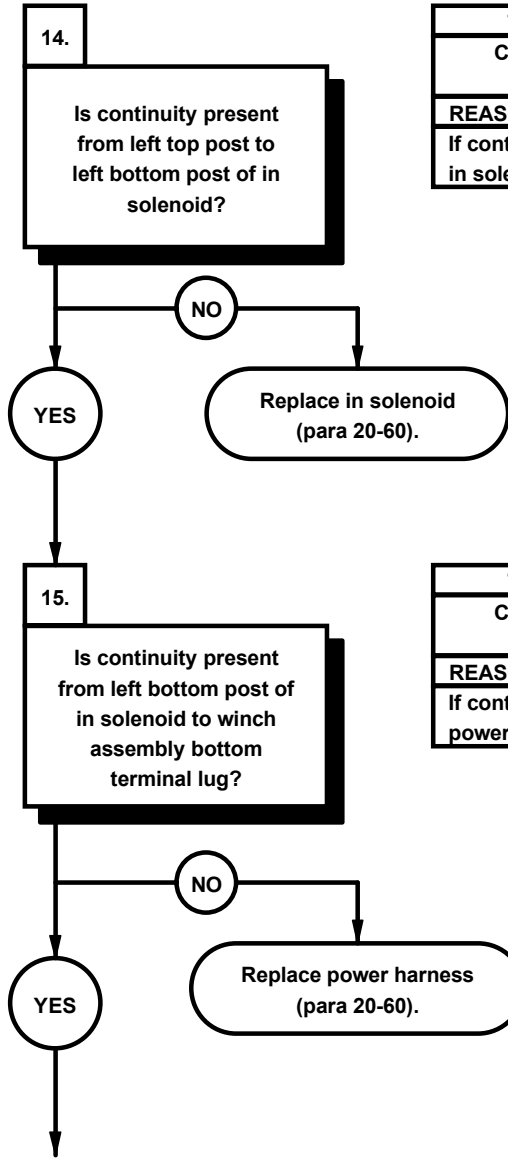 14.
Is continuity present
from left top post to
left bottom post of in
solenoid?
NO
YES
Replace in solenoid
(para 20-60).
C
REAS
If cont
in sole
15.
Is continuity present
from left bottom post of
in solenoid to winch
assembly bottom
terminal lug?
NO
YES
Replace power harness
(para 20-60).
C
REAS
If cont
power